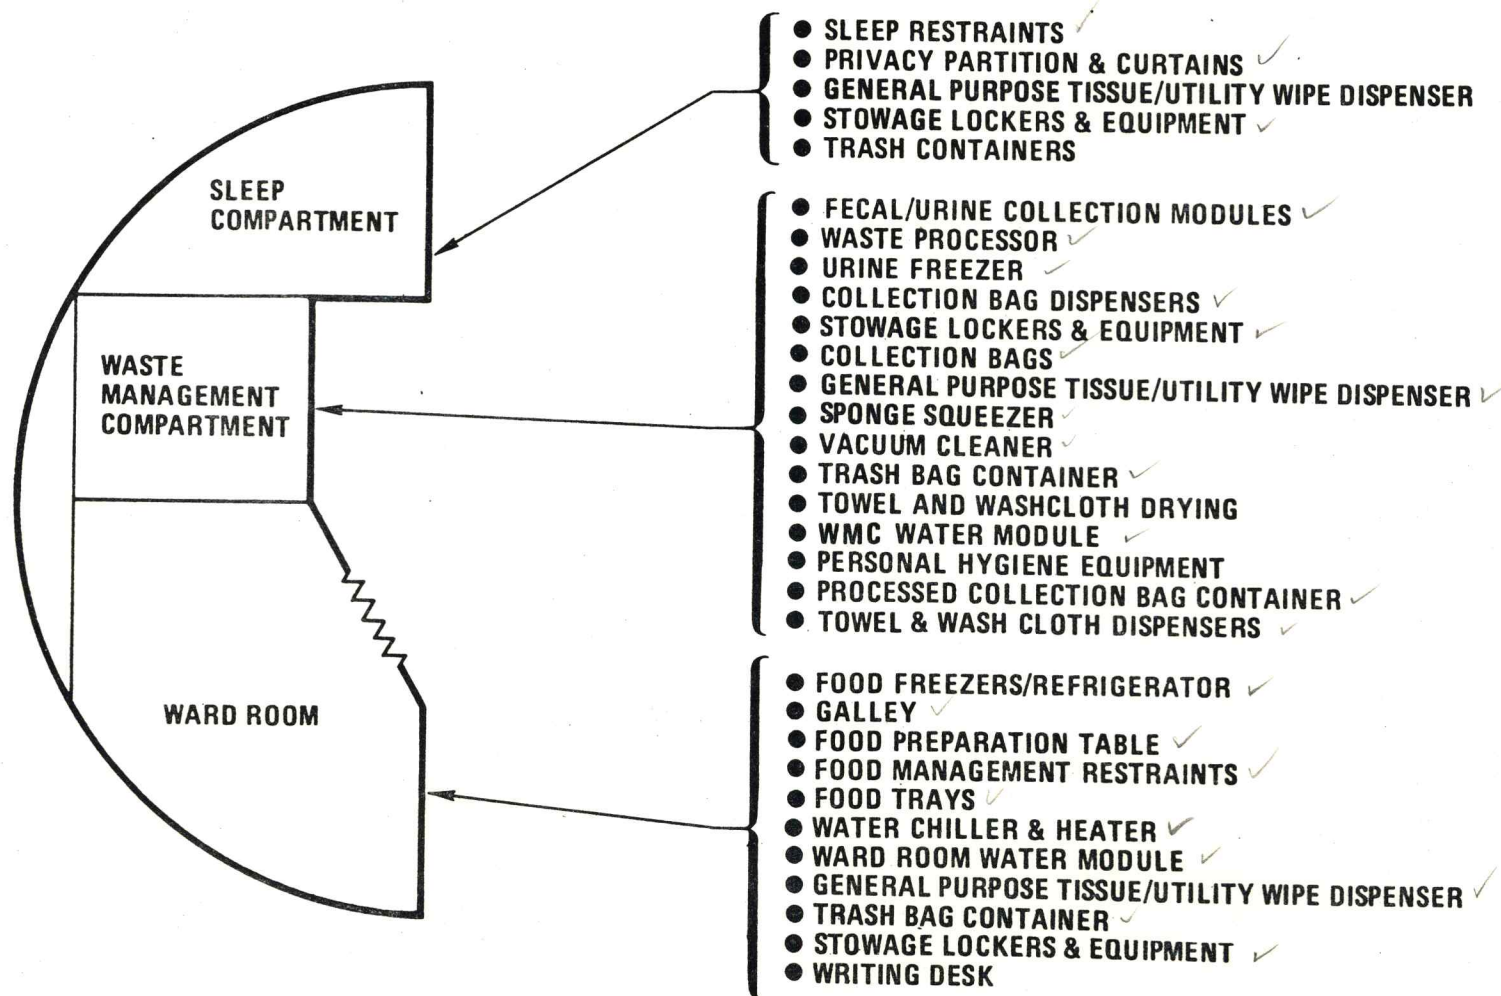 SLEEP
COMPARTMENT
WASTE
MANAGEMENT
COMPARTMENT
WARD ROOM
● SLEEP RESTRAINTS ✓
● PRIVACY PARTITION & CURTAINS ✓
● GENERAL PURPOSE TISSUE/UTILITY WIPE DISPENSER
● STOWAGE LOCKERS & EQUIPMENT ✓
● TRASH CONTAINERS
● FECAL/URINE COLLECTION MODULES ✓
● WASTE PROCESSOR ✓
● URINE FREEZER ✓
● COLLECTION BAG DISPENSERS ✓
● STOWAGE LOCKERS & EQUIPMENT ✓
● COLLECTION BAGS ✓
● GENERAL PURPOSE TISSUE/UTILITY WIPE DISPENSER ✓
● SPONGE SQUEEZER ✓
● VACUUM CLEANER ✓
● TRASH BAG CONTAINER ✓
● TOWEL AND WASHCLOTH DRYING
● WMC WATER MODULE ✓
● PERSONAL HYGIENE EQUIPMENT
● PROCESSED COLLECTION BAG CONTAINER ✓
● TOWEL & WASH CLOTH DISPENSERS ✓
● FOOD FREEZERS/REFRIGERATOR ✓
● GALLEY ✓
● FOOD PREPARATION TABLE ✓
● FOOD MANAGEMENT RESTRAINTS ✓
● FOOD TRAYS ✓
● WATER CHILLER & HEATER ✓
● WARD ROOM WATER MODULE ✓
● GENERAL PURPOSE TISSUE/UTILITY WIPE DISPENSER ✓
● TRASH BAG CONTAINER ✓
● STOWAGE LOCKERS & EQUIPMENT ✓
● WRITING DESK